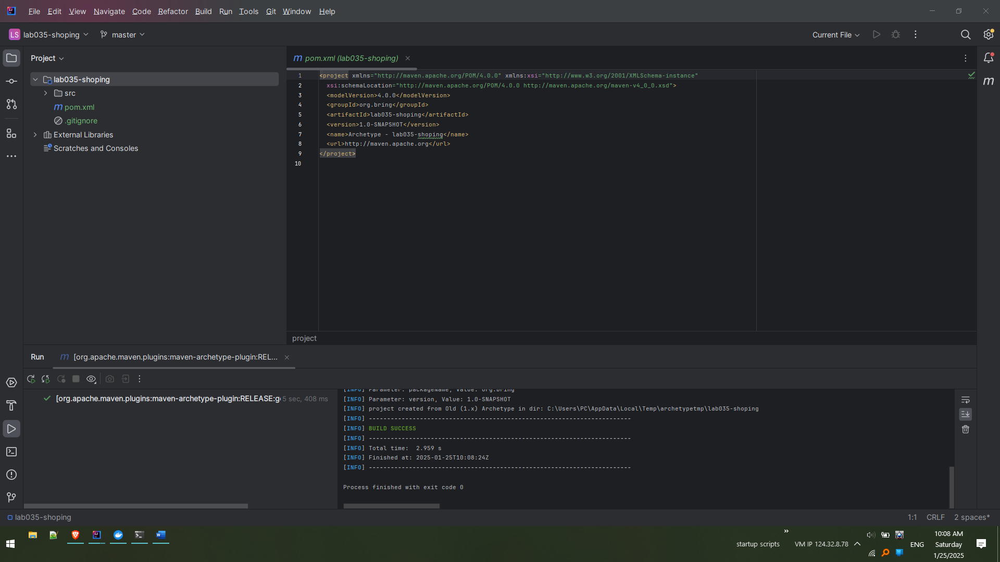 File Edit View Navigate Code Refactor Build Run Tools Git Window Help
LS lab035-shoping master Current File
Project
lab035-shoping
src
pom.xml
.gitignore
External Libraries
Scratches and Consoles
pom.xml (lab035-shoping)
1 <project xmlns="http://maven.apache.org/POM/4.0.0" xmlns:xsi="http://www.w3.org/2001/XMLSchema-instance"
2 xsi:schemaLocation="http://maven.apache.org/POM/4.0.0 http://maven.apache.org/maven-v4_0_0.xsd">
3 <modelVersion>4.0.0</modelVersion>
4 <groupId>org.bring</groupId>
5 <artifactId>lab035-shoping</artifactId>
6 <version>1.0-SNAPSHOT</version>
7 <name>Archetype - lab035-shoping</name>
8 <url>http://maven.apache.org</url>
9 </project>
10
project
Run [org.apache.maven.plugins:maven-archetype-plugin:REL...
[org.apache.maven.plugins:maven-archetype-plugin:RELEASE:g 5 sec, 408 ms
[INFO] Parameter: packageName, Value: org.bring
[INFO] Parameter: version, Value: 1.0-SNAPSHOT
[INFO] project created from Old (1.x) Archetype in dir: C:\Users\PC\AppData\Local\Temp\archetypetmp\lab035-shoping
[INFO] ------------------------------------------------------------------------
[INFO] BUILD SUCCESS
[INFO] ------------------------------------------------------------------------
[INFO] Total time:  2.959 s
[INFO] Finished at: 2025-01-25T10:08:24Z
[INFO] ------------------------------------------------------------------------
Process finished with exit code 0
lab035-shoping 1:1 CRLF 2 spaces*
startup scripts VM IP 124.32.8.78 ENG
10:08 AM
Saturday
1/25/2025